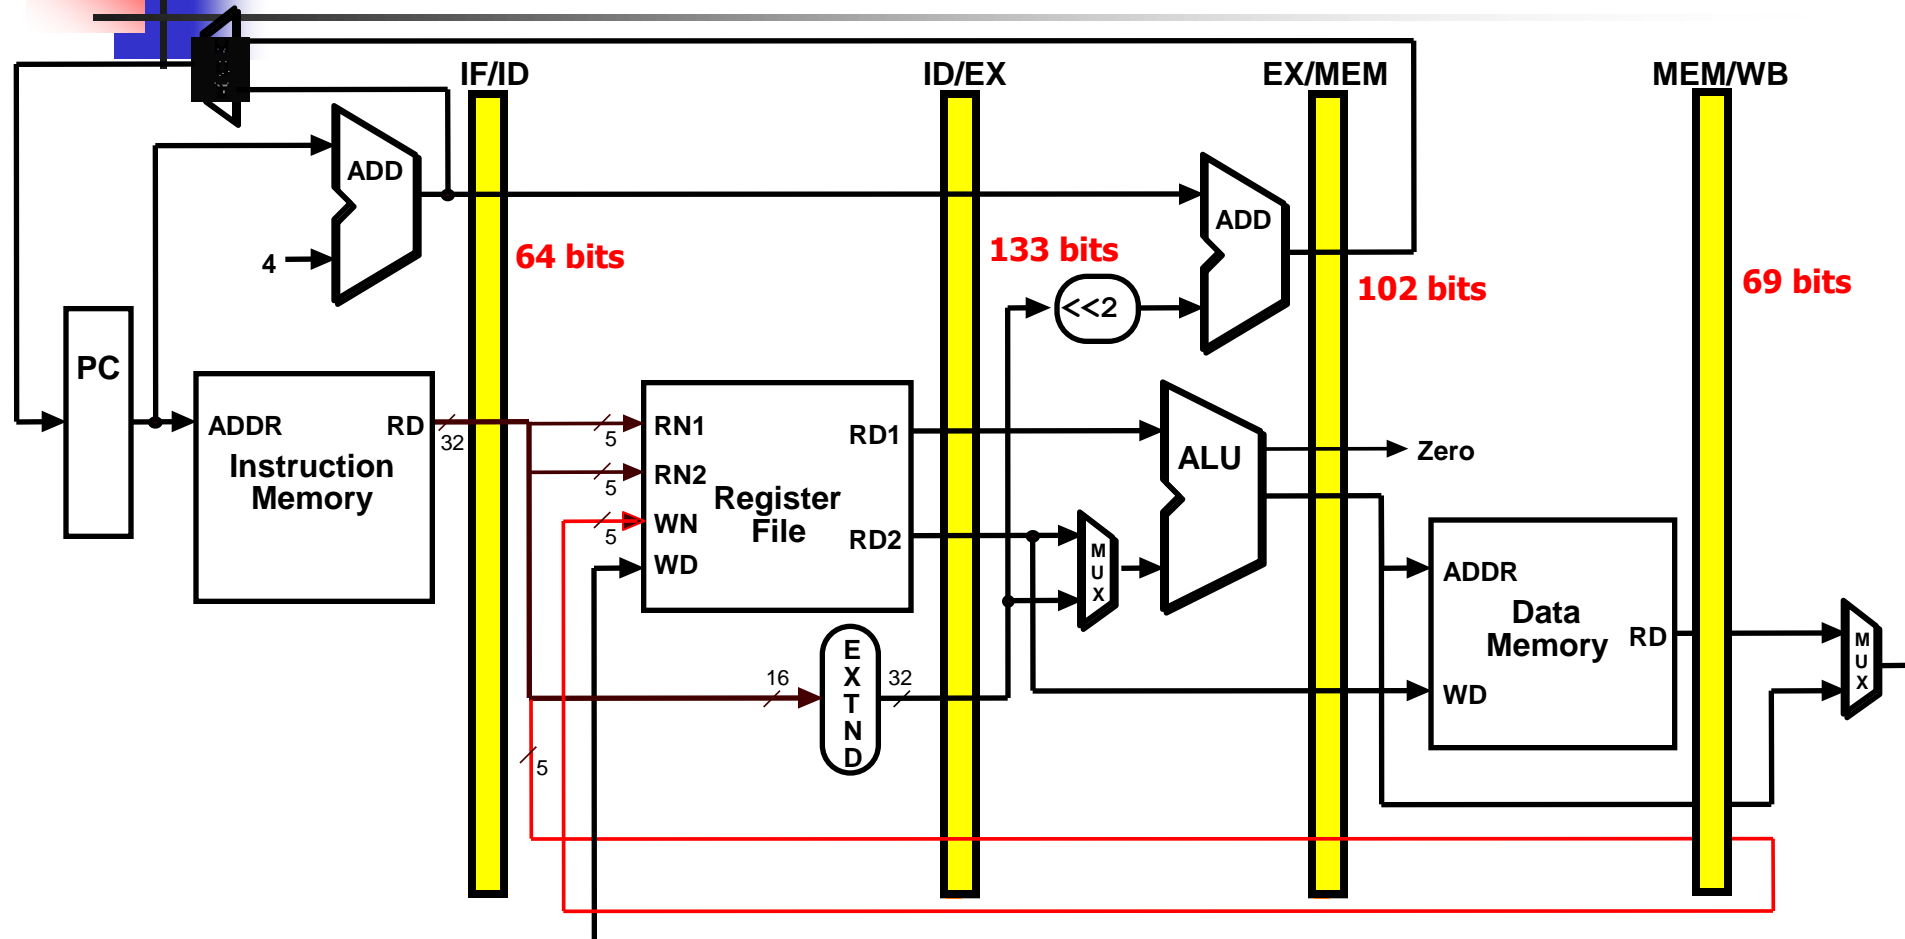 IF/ID
ID/EX
EX/MEM
MEM/WB
ADD
4
64 bits
133 bits
ADD
<<2
102 bits
69 bits
PC
ADDR
RD
32
Instruction
Memory
5
RN1
5
RN2
5
WN
WD
RD1
RD2
Register
File
ALU
Zero
M
U
X
ADDR
WD
RD
Data
Memory
M
U
X
16
E
X
T
N
D
32
5